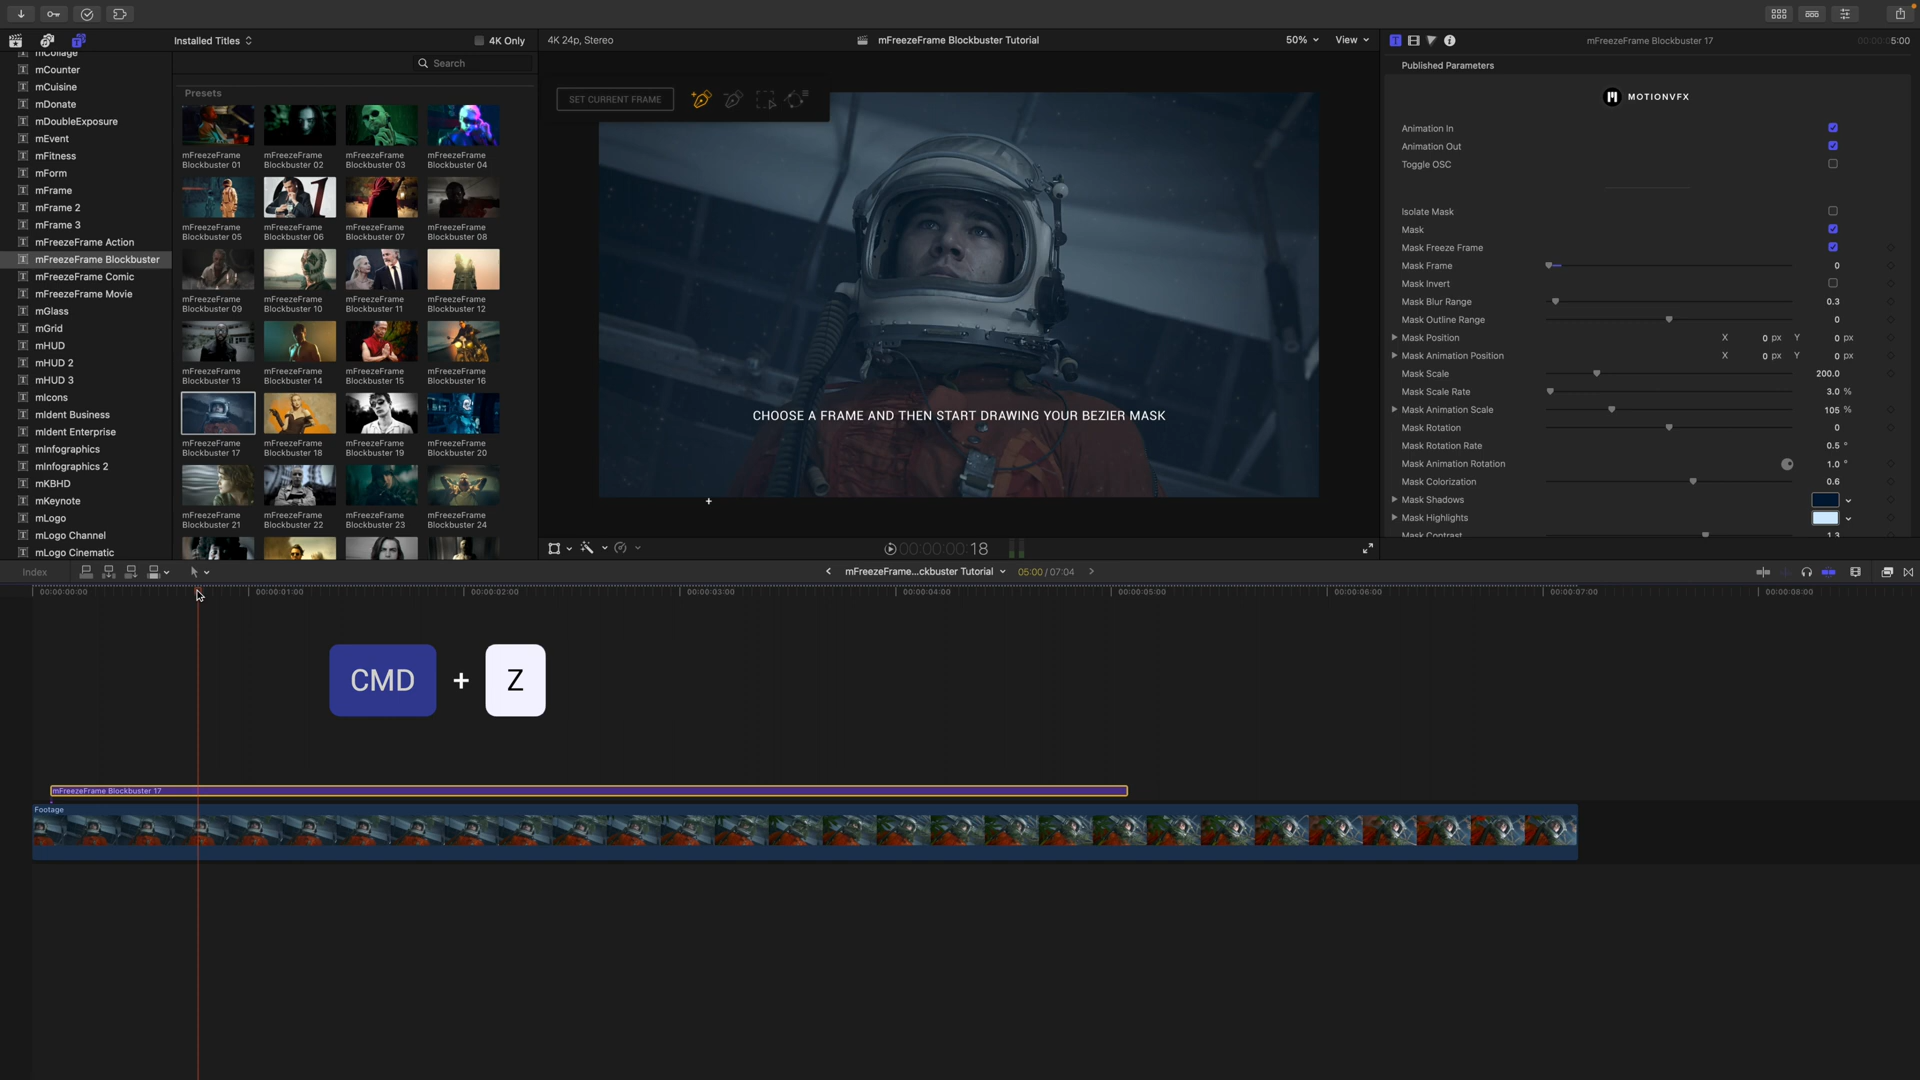 Installed Titles
4K Only
4K 24p, Stereo
mFreezeFrame Blockbuster Tutorial
50%
View
mFreezeFrame Blockbuster 17
00:00:05:00
Search
mCollage
mCounter
mCuisine
mDonate
mDoubleExposure
mEvent
mFitness
mForm
mFrame
mFrame 2
mFrame 3
mFreezeFrame Action
mFreezeFrame Blockbuster
mFreezeFrame Comic
mFreezeFrame Movie
mGlass
mGrid
mHUD
mHUD 2
mHUD 3
mIcons
mIdent Business
mIdent Enterprise
mInfographics
mInfographics 2
mKBHD
mKeynote
mLogo
mLogo Channel
mLogo Cinematic
Presets
mFreezeFrame Blockbuster 01
mFreezeFrame Blockbuster 02
mFreezeFrame Blockbuster 03
mFreezeFrame Blockbuster 04
mFreezeFrame Blockbuster 05
mFreezeFrame Blockbuster 06
mFreezeFrame Blockbuster 07
mFreezeFrame Blockbuster 08
mFreezeFrame Blockbuster 09
mFreezeFrame Blockbuster 10
mFreezeFrame Blockbuster 11
mFreezeFrame Blockbuster 12
mFreezeFrame Blockbuster 13
mFreezeFrame Blockbuster 14
mFreezeFrame Blockbuster 15
mFreezeFrame Blockbuster 16
mFreezeFrame Blockbuster 17
mFreezeFrame Blockbuster 18
mFreezeFrame Blockbuster 19
mFreezeFrame Blockbuster 20
mFreezeFrame Blockbuster 21
mFreezeFrame Blockbuster 22
mFreezeFrame Blockbuster 23
mFreezeFrame Blockbuster 24
SET CURRENT FRAME
CHOOSE A FRAME AND THEN START DRAWING YOUR BEZIER MASK
00:00:00:18
Published Parameters
MOTIONVFX
Animation In
Animation Out
Toggle OSC
Isolate Mask
Mask
Mask Freeze Frame
Mask Frame 0
Mask Invert
Mask Blur Range 0.3
Mask Outline Range 0
Mask Position X 0 px Y 0 px
Mask Animation Position X 0 px Y 0 px
Mask Scale 200.0
Mask Scale Rate 3.0 %
Mask Animation Scale 105 %
Mask Rotation 0
Mask Rotation Rate 0.5 °
Mask Animation Rotation 1.0 °
Mask Colorization 0.6
Mask Shadows
Mask Highlights
Mask Contrast 1.3
Index
mFreezeFrame...ckbuster Tutorial
05:00 / 07:04
00:00:00:00
00:00:01:00
00:00:02:00
00:00:03:00
00:00:04:00
00:00:05:00
00:00:06:00
00:00:07:00
00:00:08:00
CMD + Z
mFreezeFrame Blockbuster 17
Footage